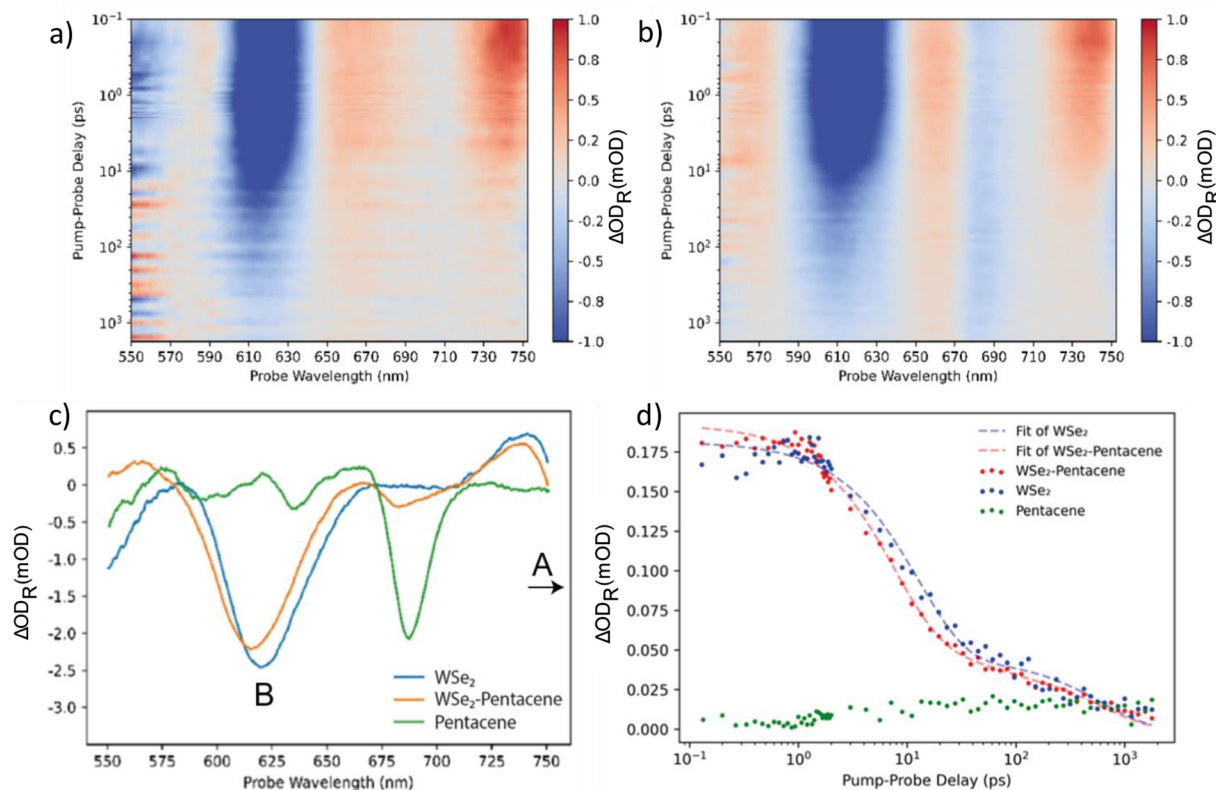 a)
10⁻¹
10⁰
10¹
10²
10³
Pump-Probe Delay (ps)
550 570 590 610 630 650 670 690 710 730 750
Probe Wavelength (nm)
1.0
0.8
0.5
0.2
0.0
-0.2
-0.5
-0.8
-1.0
ΔOD_R(mOD)
b)
10⁻¹
10⁰
10¹
10²
10³
Pump-Probe Delay (ps)
550 570 590 610 630 650 670 690 710 730 750
Probe Wavelength (nm)
1.0
0.8
0.5
0.2
0.0
-0.2
-0.5
-0.8
-1.0
ΔOD_R(mOD)
c)
0.5
0
-0.5
-1.0
-1.5
-2.0
-2.5
-3.0
ΔOD_R(mOD)
A
B
WSe₂
WSe₂-Pentacene
Pentacene
550 575 600 625 650 675 700 725 750
Probe Wavelength (nm)
d)
0.175
0.150
0.125
0.100
0.075
0.050
0.025
0.000
ΔOD_R(mOD)
Fit of WSe₂
Fit of WSe₂-Pentacene
WSe₂-Pentacene
WSe₂
Pentacene
10⁻¹ 10⁰ 10¹ 10² 10³
Pump-Probe Delay (ps)